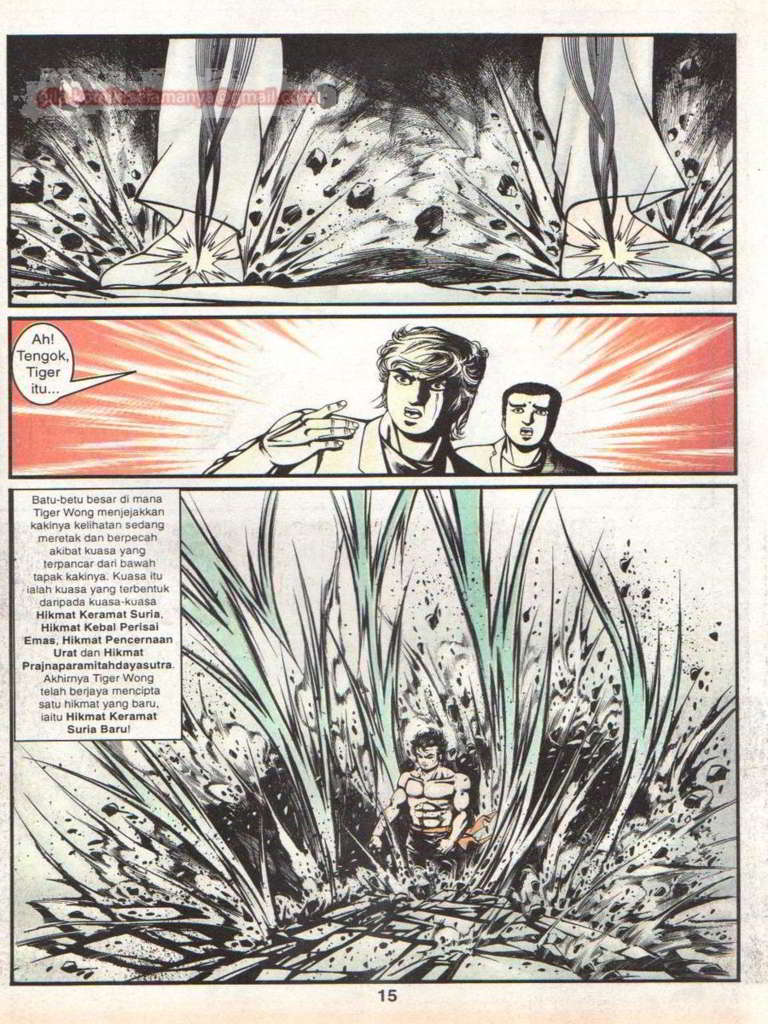 gilakomiksdlamanya@gmail.com
Ah!
Tengok,
Tiger
itu...
Batu-betu besar di mana
Tiger Wong menjejakkan
kakinya kelihatan sedang
meretak dan berpecah
akibat kuasa yang
terpancar dari bawah
tapak kakinya. Kuasa itu
ialah kuasa yang terbentuk
daripada kuasa-kuasa
Hikmat Keramat Suria,
Hikmat Kebal Perisai
Emas, Hikmat Pencernaan
Urat dan Hikmat
Prajnaparamitahdayasutra.
Akhirnya Tiger Wong
telah berjaya mencipta
satu hikmat yang baru,
iaitu Hikmat Keramat
Suria Baru!
15